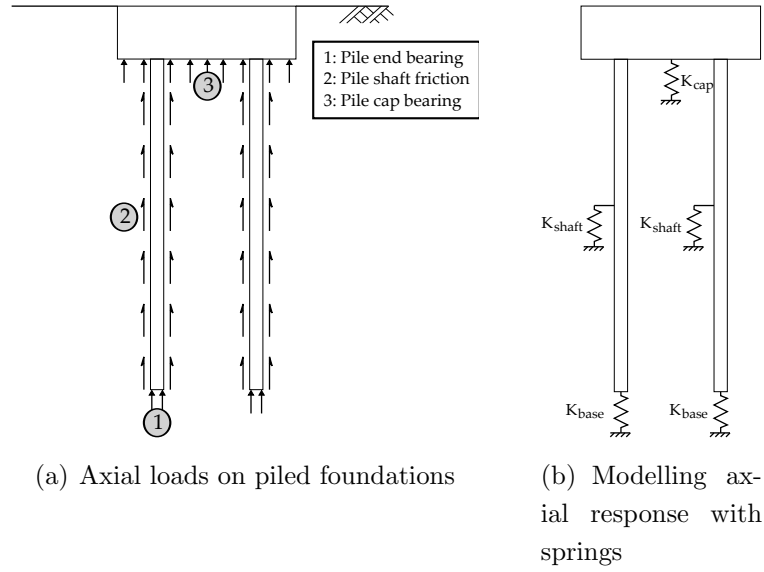 1: Pile end bearing
2: Pile shaft friction
3: Pile cap bearing
3
2
1
K_cap
K_shaft
K_shaft
K_base
K_base
(a) Axial loads on piled foundations
(b) Modelling ax-
ial response with
springs